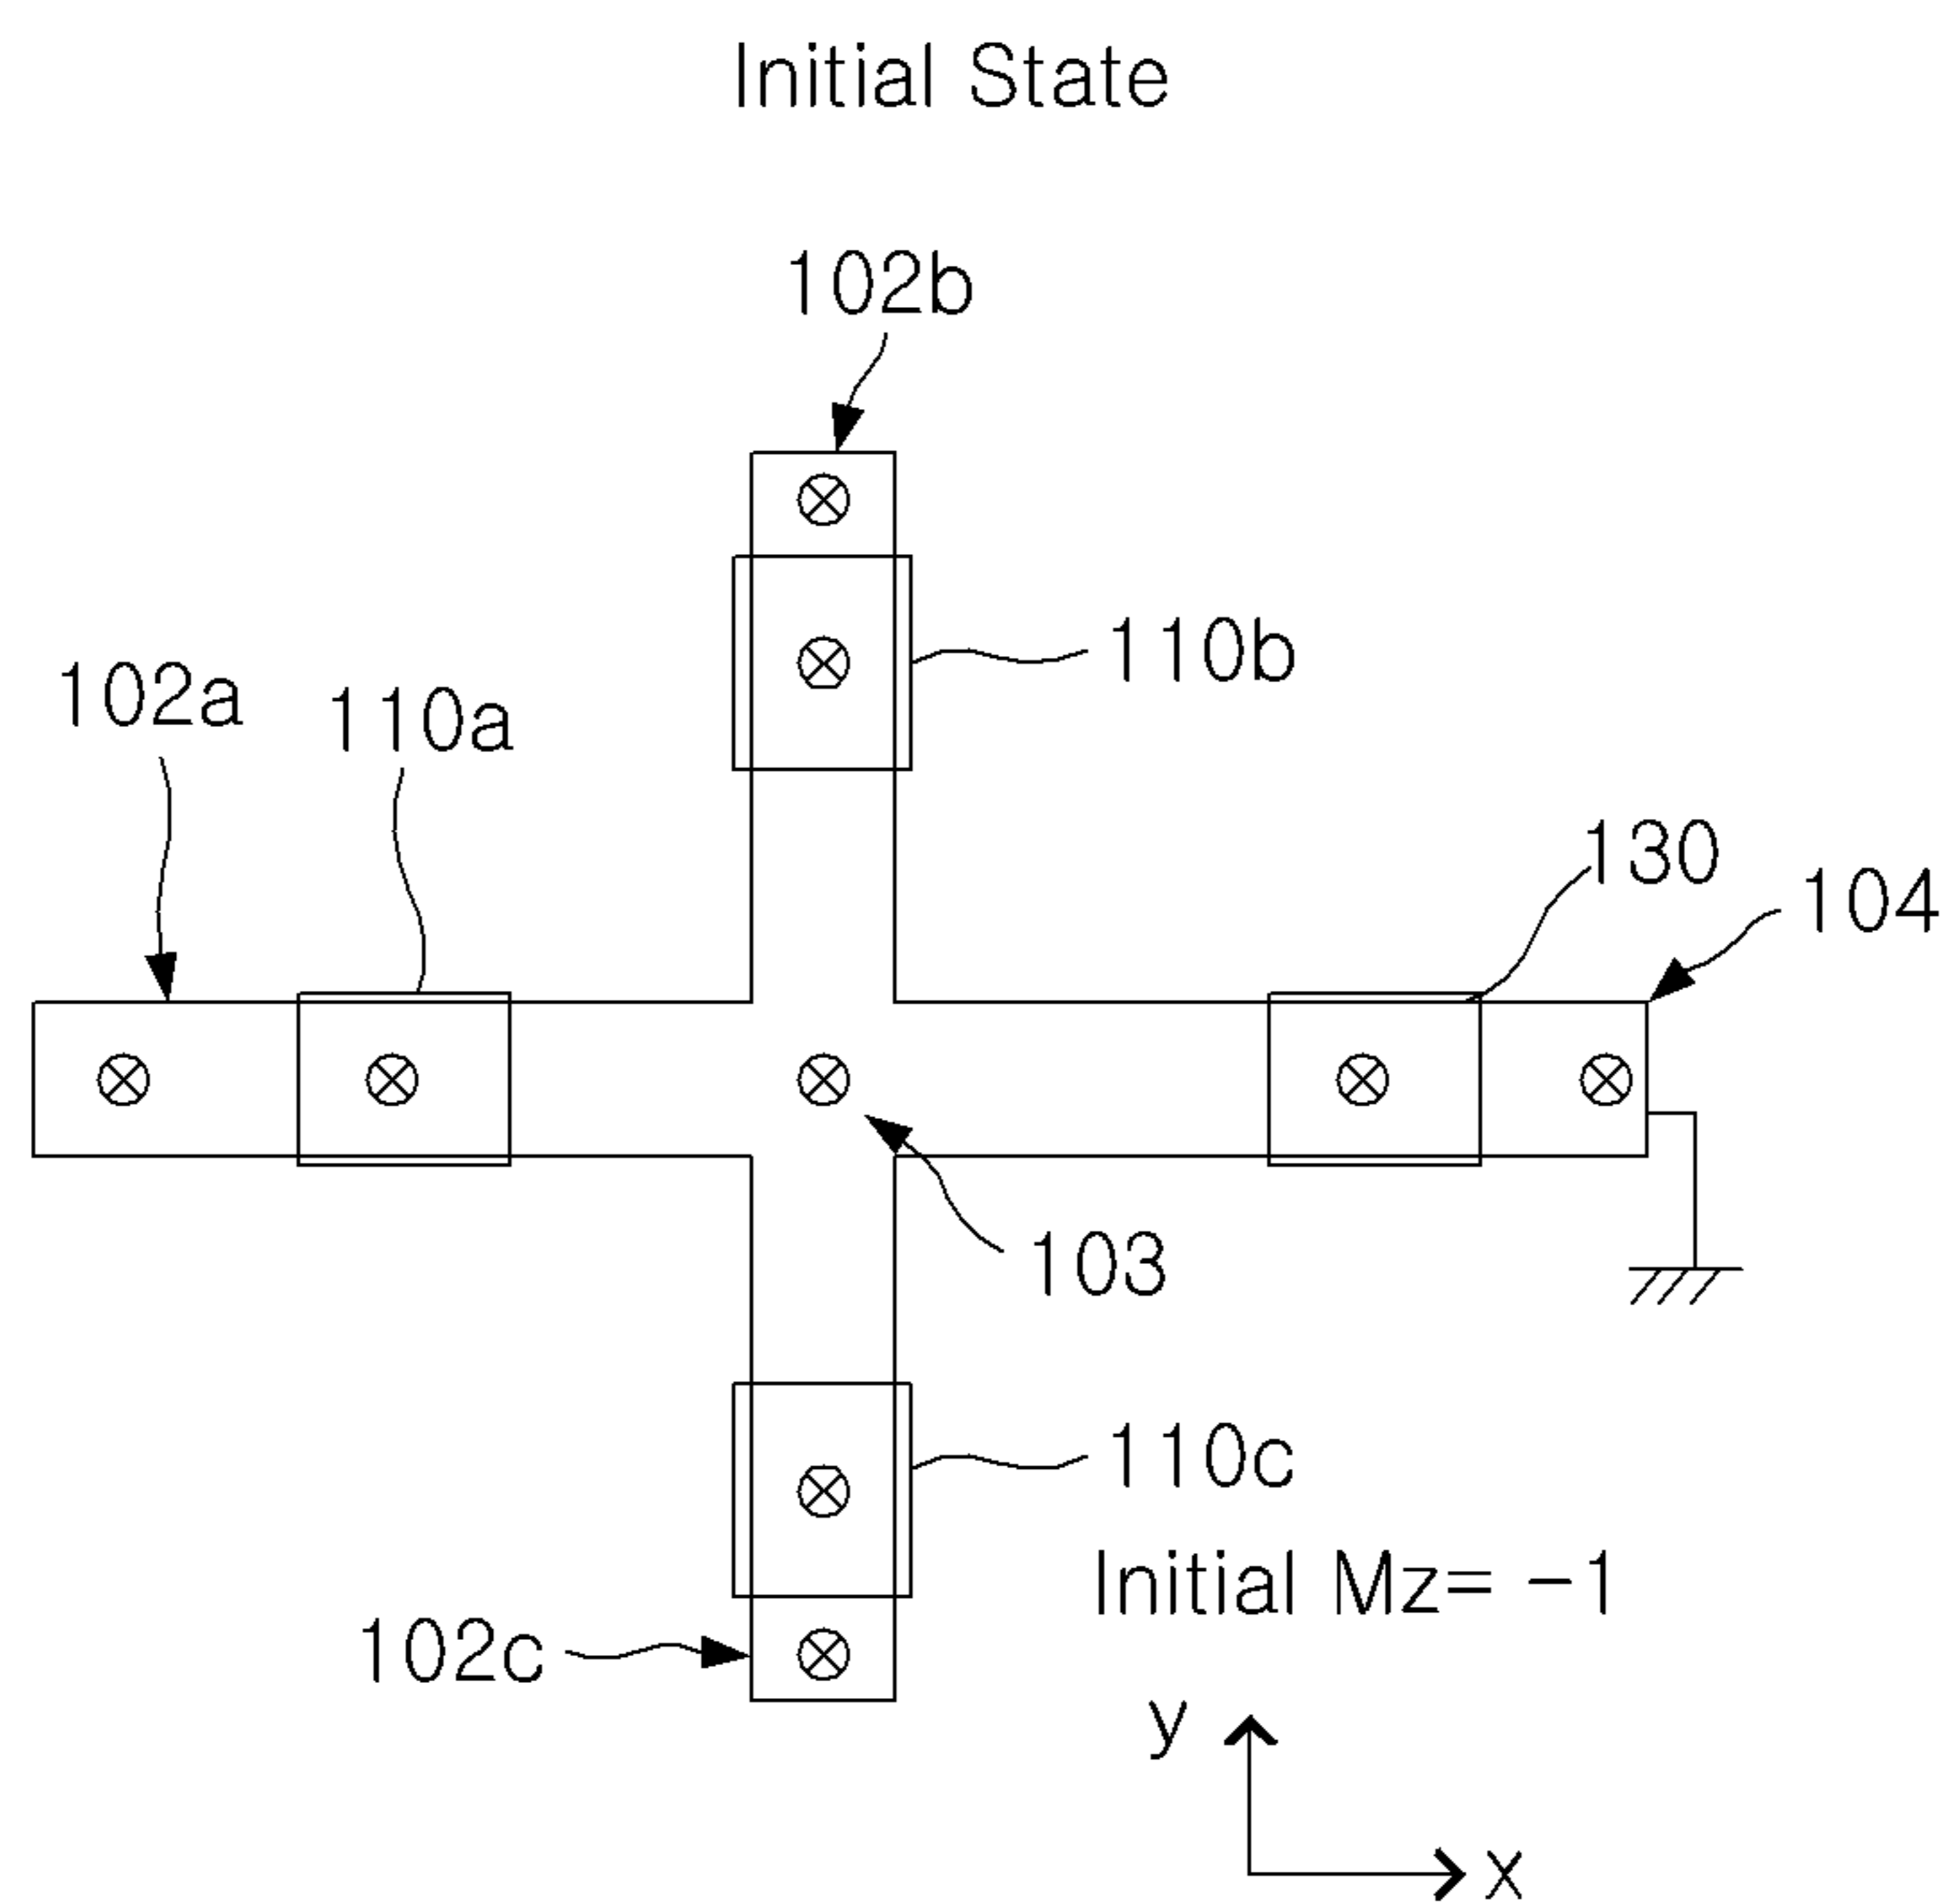 Initial State
102b
110b
102a
110a
130
104
103
110c
Initial Mz= -1
102c
y
x